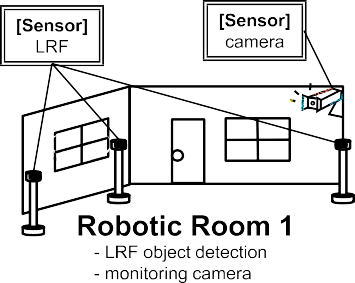 [Sensor]
LRF
[Sensor]
camera
Robotic Room 1
- LRF object detection
- monitoring camera